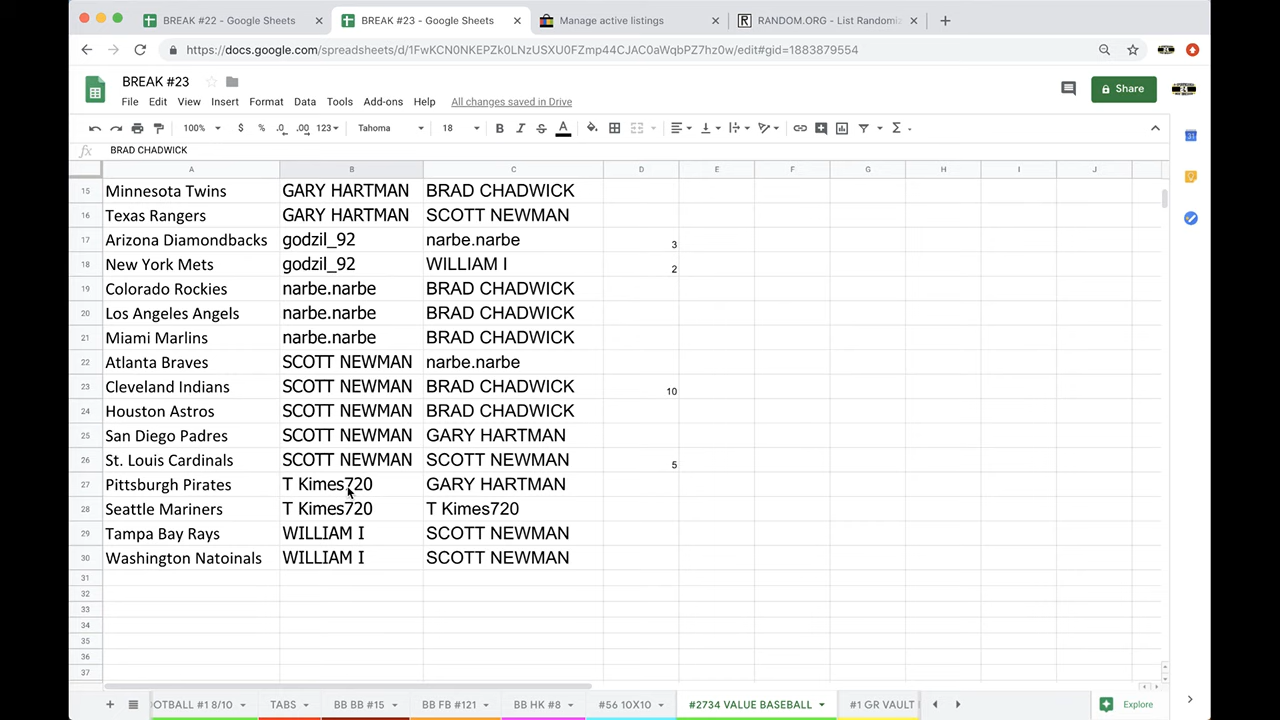 BREAK #22 - Google Sheets
BREAK #23 - Google Sheets
Manage active listings
RANDOM.ORG - List Randomiz
https://docs.google.com/spreadsheets/d/1FwKCN0NKEPZk0LNzUSXU0FZmp44CJAC0aWqbPZ7hz0w/edit#gid=1883879554
BREAK #23
File Edit View Insert Format Data Tools Add-ons Help All changes saved in Drive
Share
100% $ % .0 .00 123 Tahoma 18 B I S A
fx BRAD CHADWICK
A B C D E F G H I J
15 Minnesota Twins GARY HARTMAN BRAD CHADWICK
16 Texas Rangers GARY HARTMAN SCOTT NEWMAN
17 Arizona Diamondbacks godzil_92 narbe.narbe 3
18 New York Mets godzil_92 WILLIAM I 2
19 Colorado Rockies narbe.narbe BRAD CHADWICK
20 Los Angeles Angels narbe.narbe BRAD CHADWICK
21 Miami Marlins narbe.narbe BRAD CHADWICK
22 Atlanta Braves SCOTT NEWMAN narbe.narbe
23 Cleveland Indians SCOTT NEWMAN BRAD CHADWICK 10
24 Houston Astros SCOTT NEWMAN BRAD CHADWICK
25 San Diego Padres SCOTT NEWMAN GARY HARTMAN
26 St. Louis Cardinals SCOTT NEWMAN SCOTT NEWMAN 5
27 Pittsburgh Pirates T Kimes720 GARY HARTMAN
28 Seattle Mariners T Kimes720 T Kimes720
29 Tampa Bay Rays WILLIAM I SCOTT NEWMAN
30 Washington Natoinals WILLIAM I SCOTT NEWMAN
31
32
33
34
35
36
37
OOTBALL #1 8/10 TABS BB BB #15 BB FB #121 BB HK #8 #56 10X10 #2734 VALUE BASEBALL #1 GR VAULT Explore